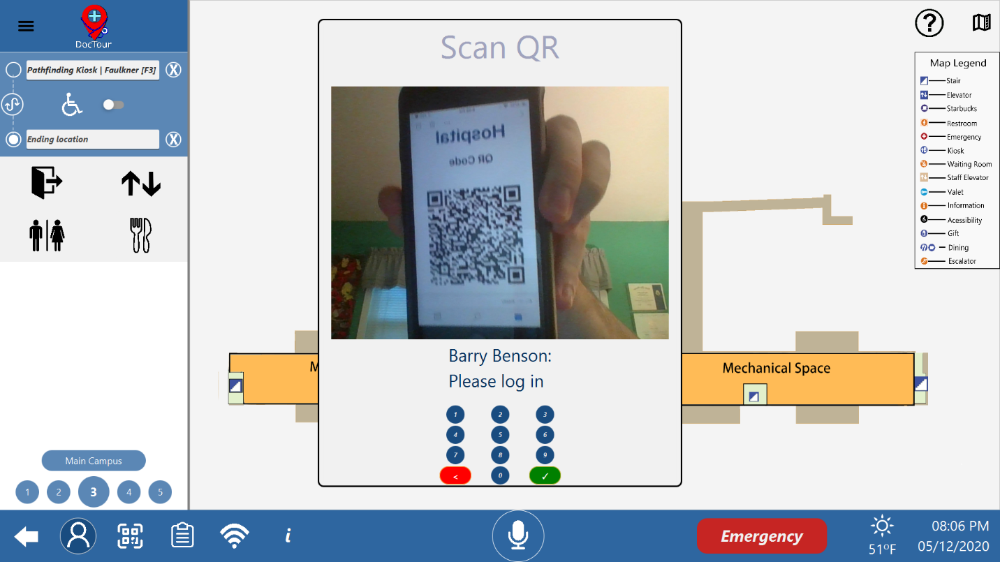 DocTour
Pathfinding Kiosk | Faulkner [F3]
X
Ending location
X
Main Campus
1 2 3 4 5
Scan QR
Hospital
QR Code
Barry Benson:
Please log in
1 2 3
4 5 6
7 8 9
< 0 ✓
M
Mechanical Space
?
Map Legend
Stair
Elevator
Starbucks
Restroom
Emergency
Kiosk
Waiting Room
Staff Elevator
Valet
Information
Acessibility
Gift
Dining
Escalator
i
Emergency
51°F
08:06 PM
05/12/2020